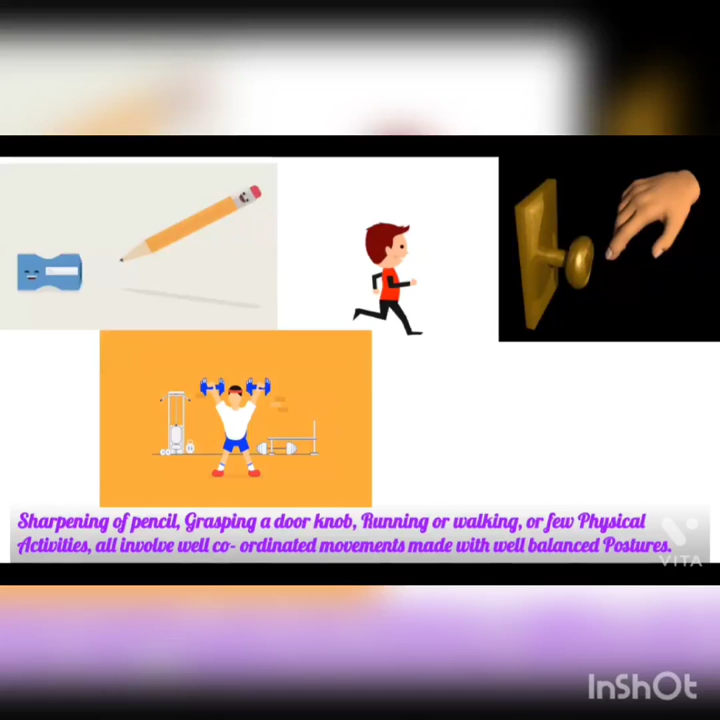 Sharpening of pencil, Grasping a door knob, Running or walking, or few Physical
Activities, all involve well co- ordinated movements made with well balanced Postures.
VITA
InShOt